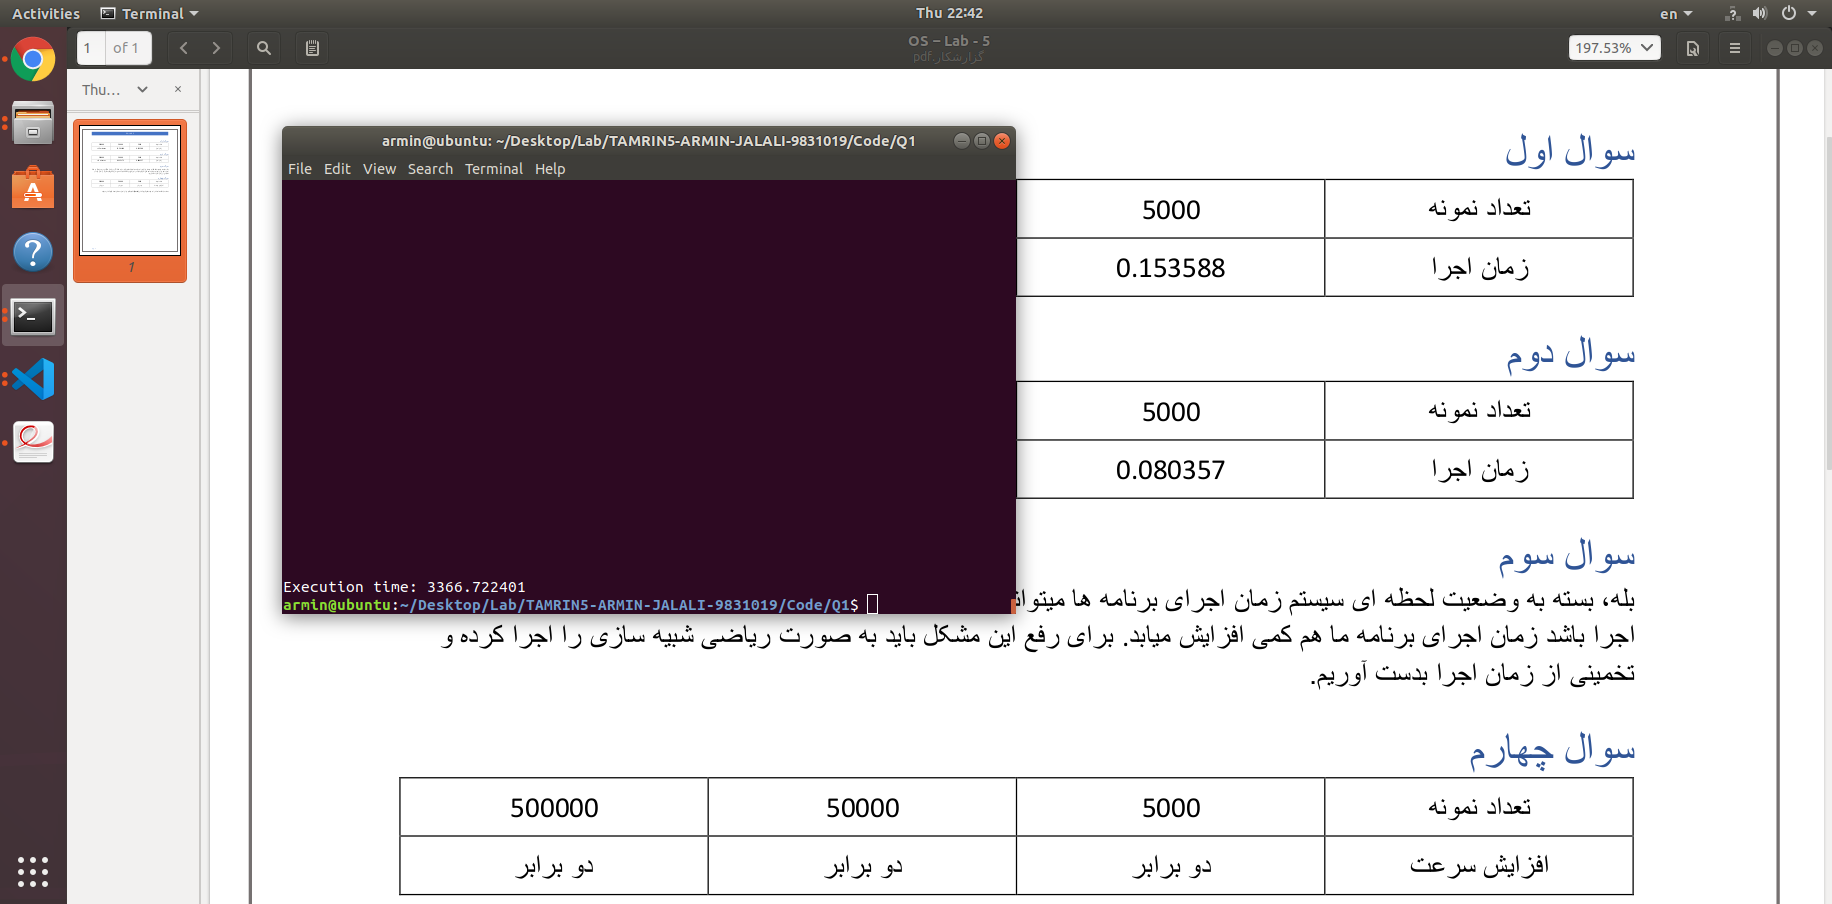 Activities Terminal Thu 22:42 en
1 of 1 OS – Lab - 5 197.53%
گزارشکار.pdf
Thu...
1
armin@ubuntu: ~/Desktop/Lab/TAMRIN5-ARMIN-JALALI-9831019/Code/Q1
File Edit View Search Terminal Help
Execution time: 3366.722401
armin@ubuntu:~/Desktop/Lab/TAMRIN5-ARMIN-JALALI-9831019/Code/Q1$
سوال اول
تعداد نمونه 5000
زمان اجرا 0.153588
سوال دوم
تعداد نمونه 5000
زمان اجرا 0.080357
سوال سوم
بله، بسته به وضعیت لحظه ای سیستم زمان اجرای برنامه ها میتوان
اجرا باشد زمان اجرای برنامه ما هم کمی افزایش میابد. برای رفع این مشکل باید به صورت ریاضی شبیه سازی را اجرا کرده و
تخمینی از زمان اجرا بدست آوریم.
سوال چهارم
تعداد نمونه 5000 50000 500000
افزایش سرعت دو برابر دو برابر دو برابر